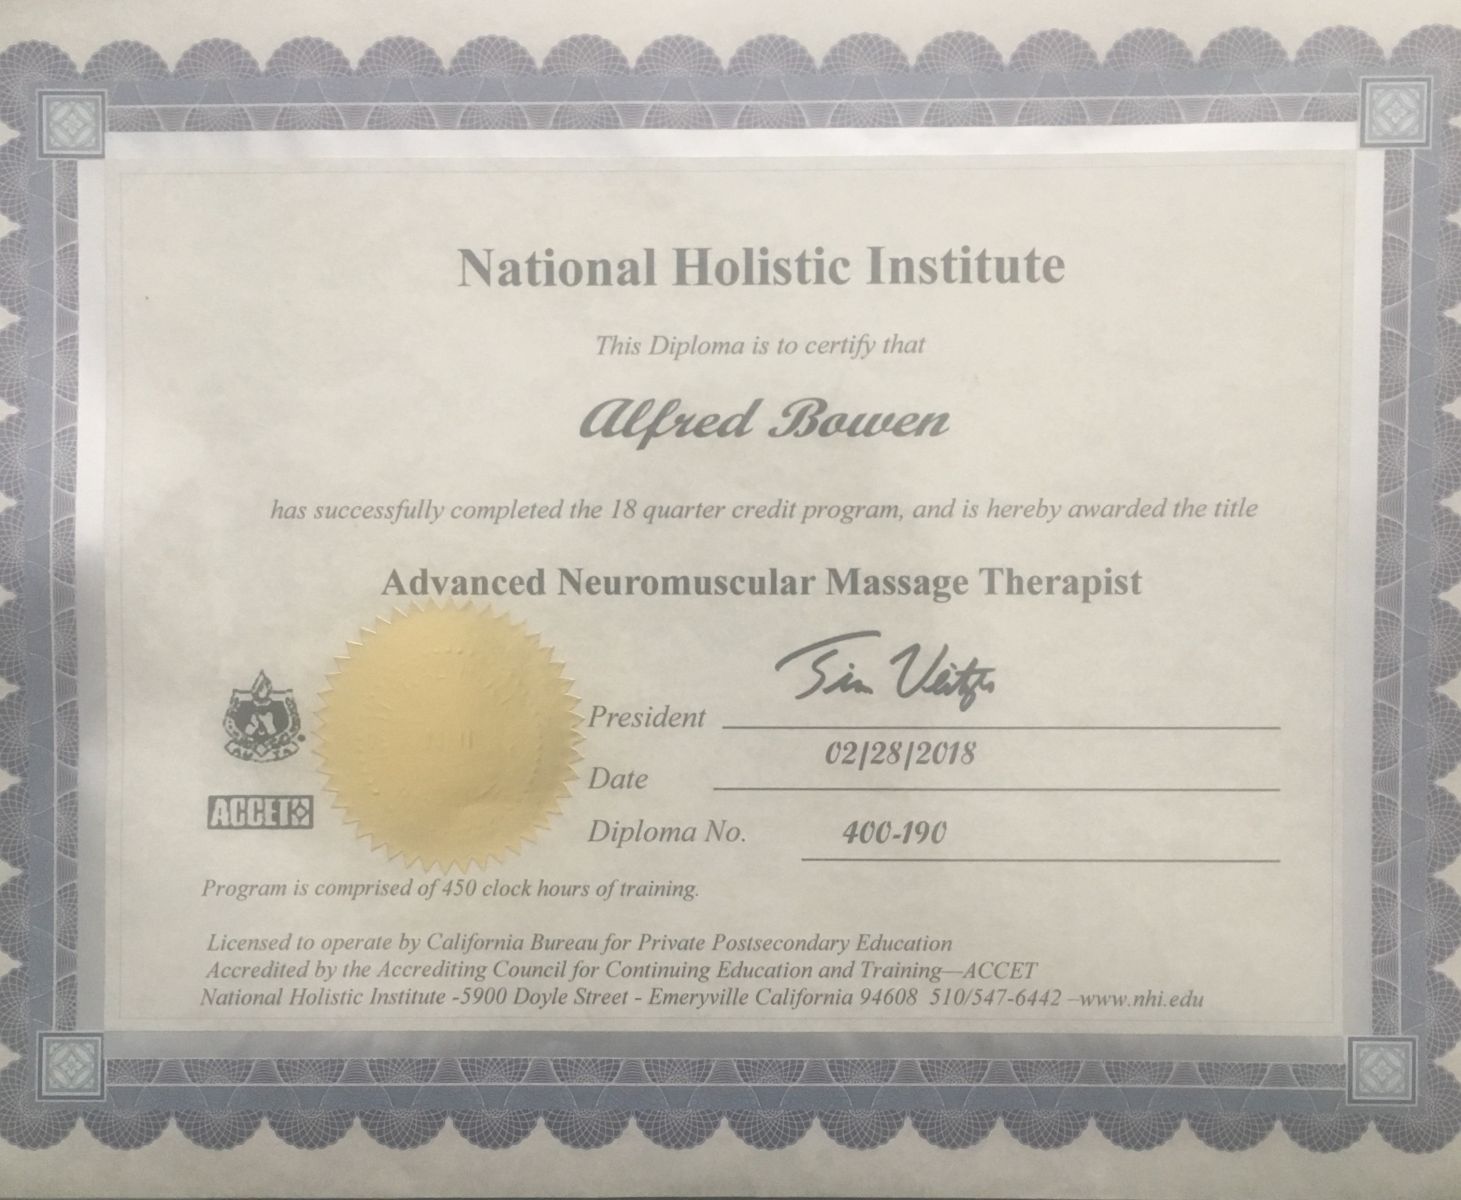 National Holistic Institute
This Diploma is to certify that
Alfred Bowen
has successfully completed the 18 quarter credit program, and is hereby awarded the title
Advanced Neuromuscular Massage Therapist
President
02/28/2018
Date
ACCET
Diploma No. 400-190
Program is comprised of 450 clock hours of training.
Licensed to operate by California Bureau for Private Postsecondary Education
Accredited by the Accrediting Council for Continuing Education and Training—ACCET
National Holistic Institute -5900 Doyle Street - Emeryville California 94608 510/547-6442 –www.nhi.edu